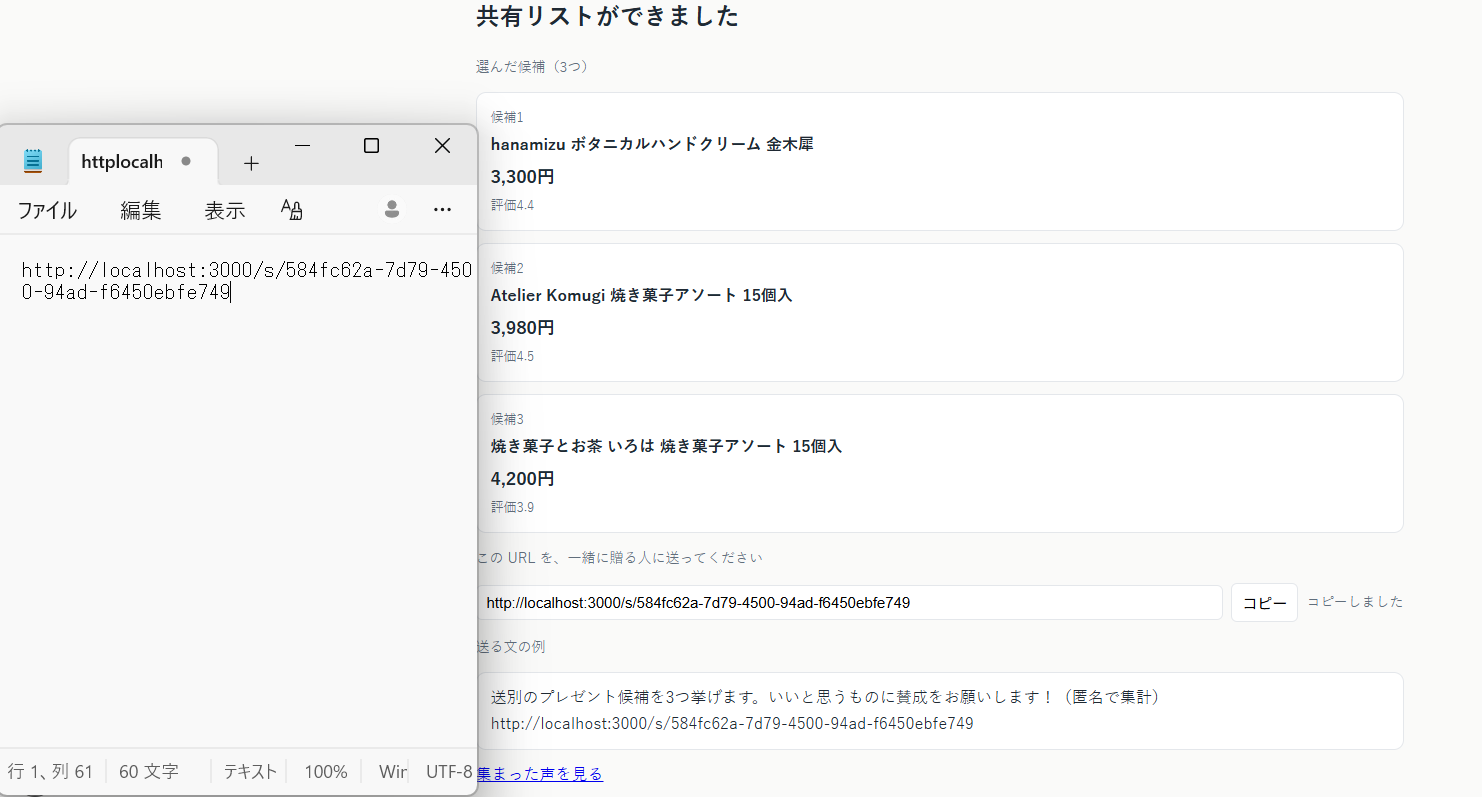 共有リストができました
選んだ候補（3つ）
候補1
hanamizu ボタニカルハンドクリーム 金木犀
3,300円
評価4.4
候補2
Atelier Komugi 焼き菓子アソート 15個入
3,980円
評価4.5
候補3
焼き菓子とお茶 いろは 焼き菓子アソート 15個入
4,200円
評価3.9
この URL を、一緒に贈る人に送ってください
http://localhost:3000/s/584fc62a-7d79-4500-94ad-f6450ebfe749
コピー コピーしました
送る文の例
送別のプレゼント候補を3つ挙げます。いいと思うものに賛成をお願いします！（匿名で集計）
http://localhost:3000/s/584fc62a-7d79-4500-94ad-f6450ebfe749
集まった声を見る
httplocalh
ファイル 編集 表示
http://localhost:3000/s/584fc62a-7d79-450
0-94ad-f6450ebfe749
行 1、列 61 60 文字 テキスト 100% Wir UTF-8